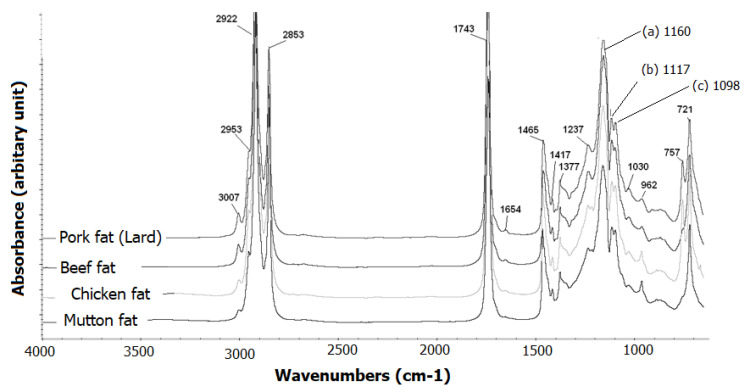 2922
2853
1743
(a) 1160
(b) 1117
(c) 1098
2953
1465
1237
721
1417
1377
757
3007
1654
1030
962
Pork fat (Lard)
Beef fat
Chicken fat
Mutton fat
Absorbance (arbitary unit)
4000
3000
2500
2000
1500
1000
Wavenumbers (cm-1)